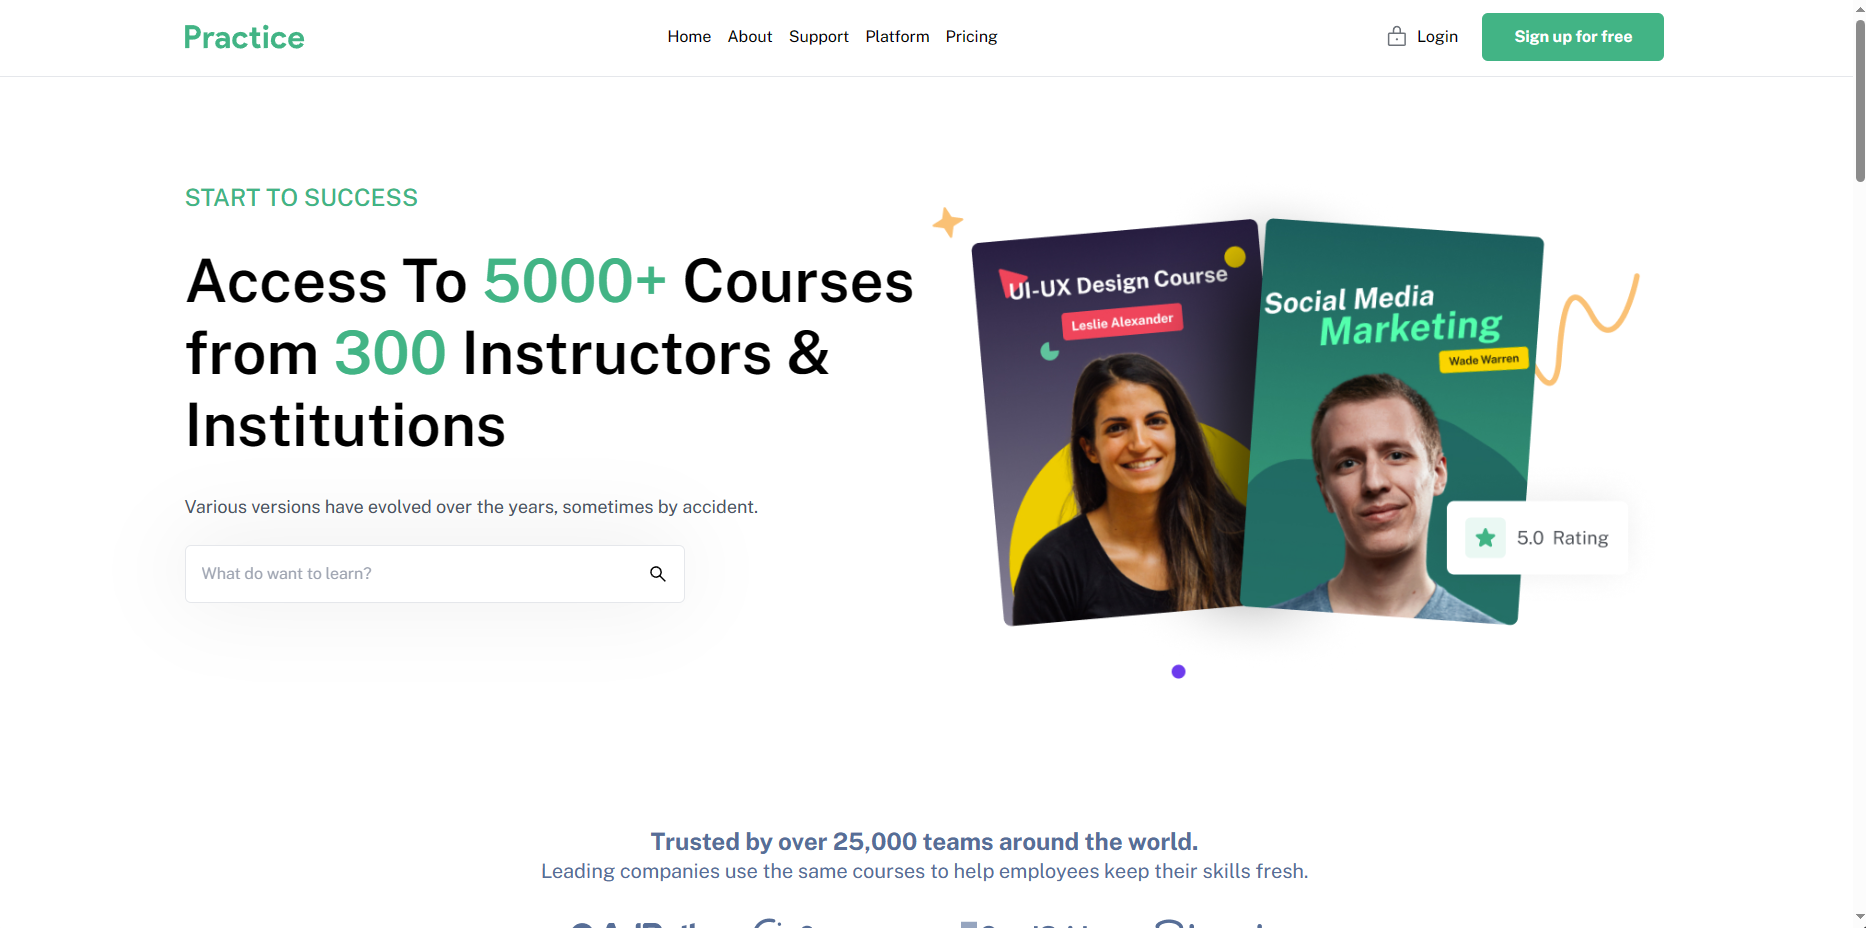 Practice
Home About Support Platform Pricing
Login
Sign up for free
START TO SUCCESS
Access To 5000+ Courses
from 300 Instructors &
Institutions
Various versions have evolved over the years, sometimes by accident.
What do want to learn?
UI-UX Design Course
Leslie Alexander
Social Media
Marketing
Wade Warren
5.0 Rating
Trusted by over 25,000 teams around the world.
Leading companies use the same courses to help employees keep their skills fresh.